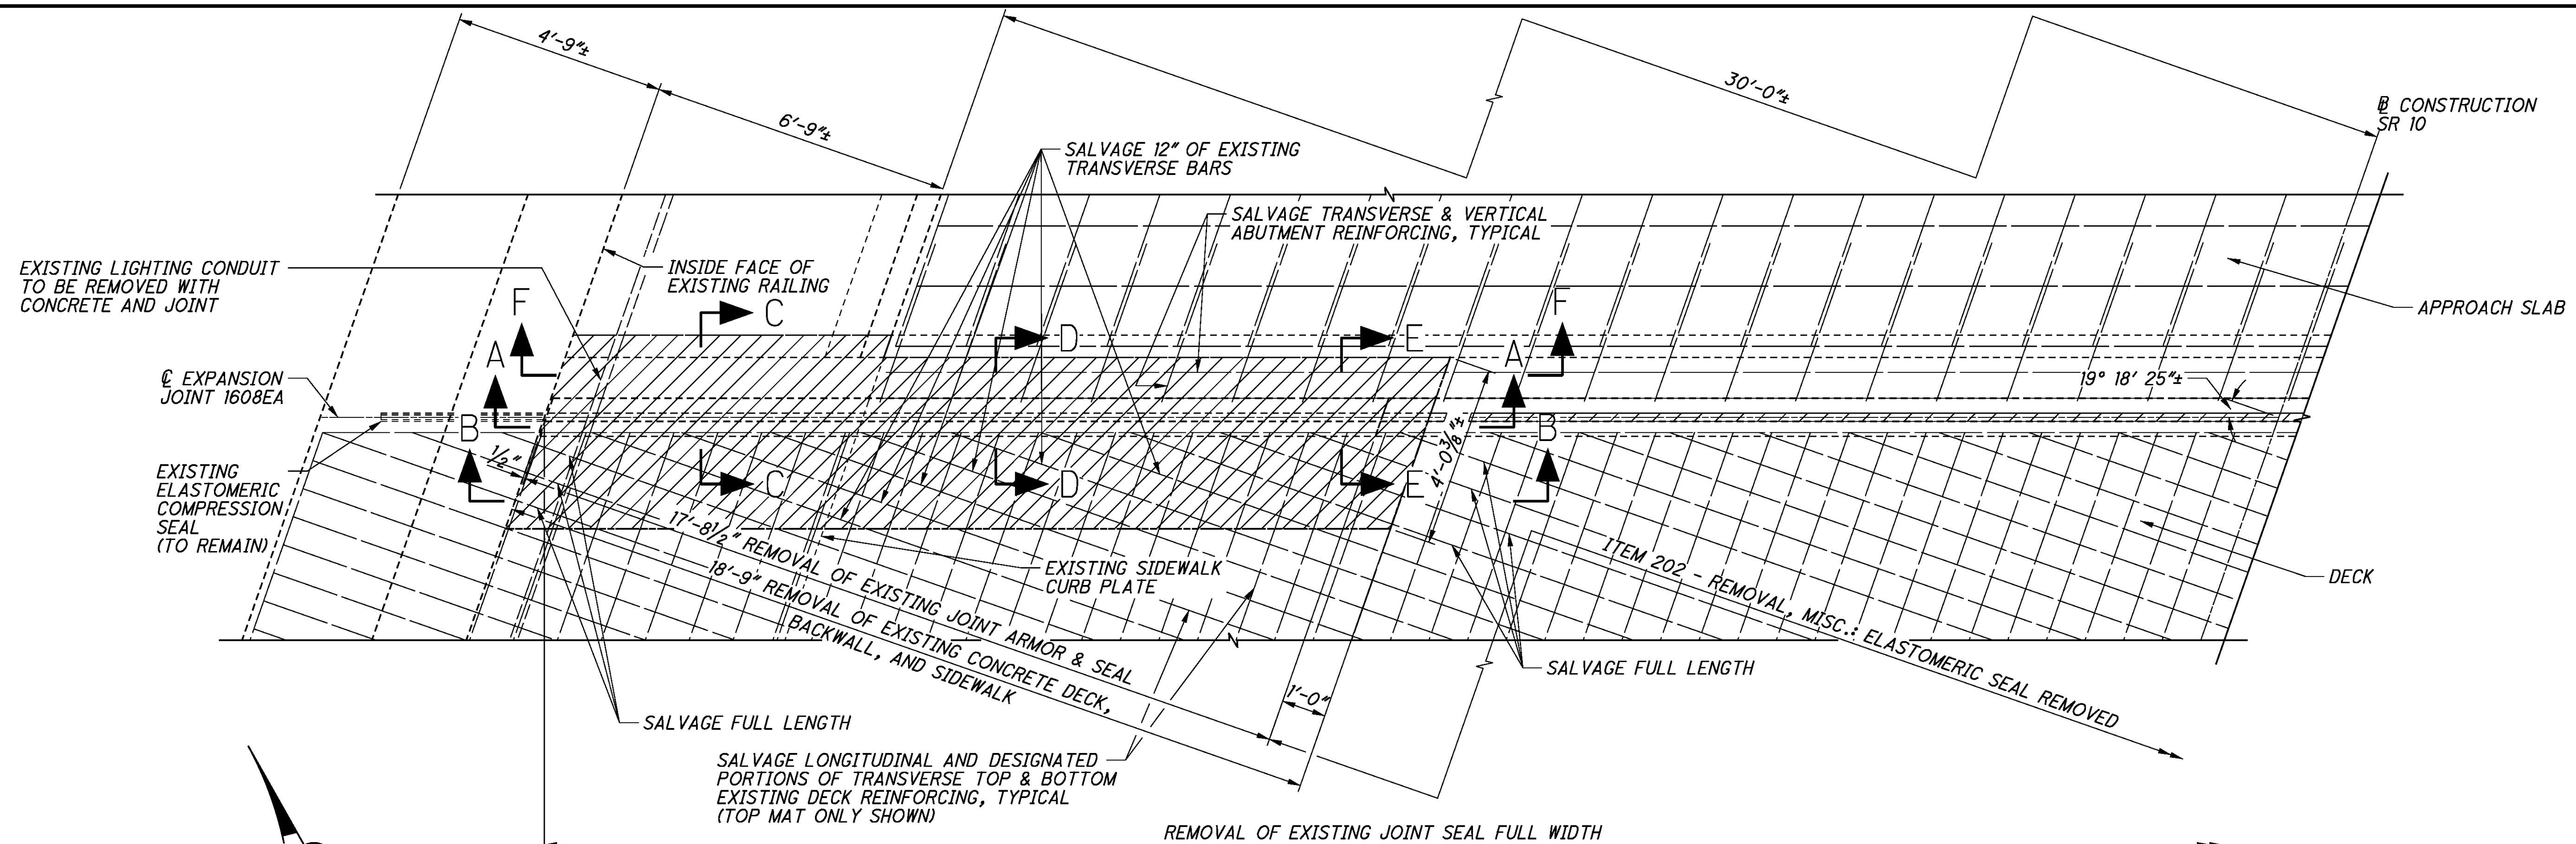 4'-9"±
6'-9"±
30'-0"±
℄ CONSTRUCTION
SR 10
SALVAGE 12" OF EXISTING
TRANSVERSE BARS
SALVAGE TRANSVERSE & VERTICAL
ABUTMENT REINFORCING, TYPICAL
EXISTING LIGHTING CONDUIT
TO BE REMOVED WITH
CONCRETE AND JOINT
INSIDE FACE OF
EXISTING RAILING
APPROACH SLAB
F
C
D
E
F
A
A
℄ EXPANSION
JOINT 1608EA
19° 18' 25"±
B
B
4'-0 3/8"±
1/2"
C
D
E
EXISTING
ELASTOMERIC
COMPRESSION
SEAL
(TO REMAIN)
17'-8 1/2" REMOVAL OF EXISTING JOINT ARMOR & SEAL
18'-9" REMOVAL OF EXISTING CONCRETE DECK,
BACKWALL, AND SIDEWALK
EXISTING SIDEWALK
CURB PLATE
ITEM 202 - REMOVAL, MISC.: ELASTOMERIC SEAL REMOVED
DECK
1'-0"
SALVAGE FULL LENGTH
SALVAGE FULL LENGTH
SALVAGE LONGITUDINAL AND DESIGNATED
PORTIONS OF TRANSVERSE TOP & BOTTOM
EXISTING DECK REINFORCING, TYPICAL
(TOP MAT ONLY SHOWN)
REMOVAL OF EXISTING JOINT SEAL FULL WIDTH